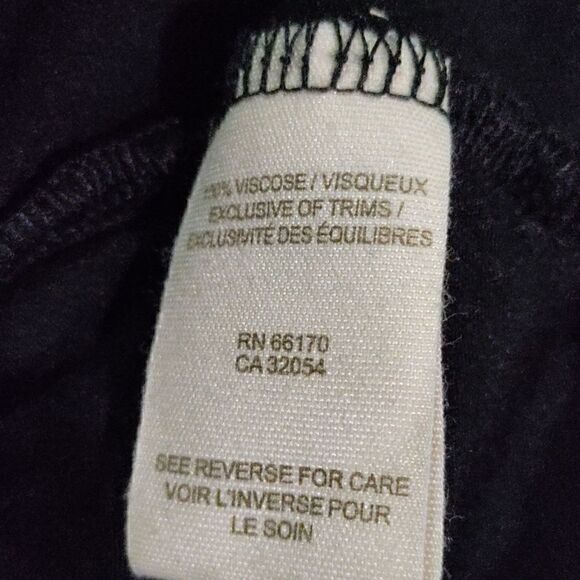 100% VISCOSE / VISQUEUX
EXCLUSIVE OF TRIMS /
EXCLUSIVITÉ DES ÉQUILIBRES
RN 66170
CA 32054
SEE REVERSE FOR CARE
VOIR L'INVERSE POUR
LE SOIN